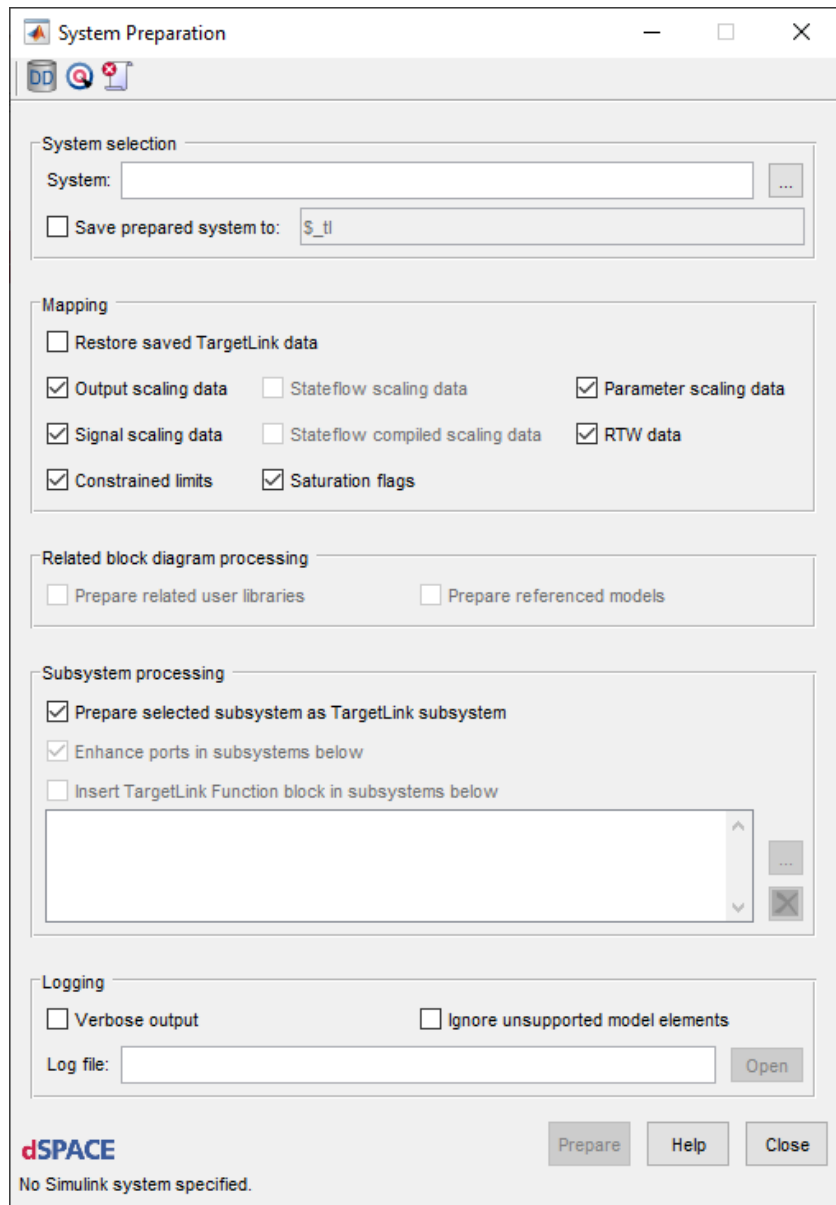 System Preparation
DD
System selection
System:
...
Save prepared system to: $_tl
Mapping
Restore saved TargetLink data
Output scaling data Stateflow scaling data Parameter scaling data
Signal scaling data Stateflow compiled scaling data RTW data
Constrained limits Saturation flags
Related block diagram processing
Prepare related user libraries Prepare referenced models
Subsystem processing
Prepare selected subsystem as TargetLink subsystem
Enhance ports in subsystems below
Insert TargetLink Function block in subsystems below
...
Logging
Verbose output Ignore unsupported model elements
Log file: Open
dSPACE Prepare Help Close
No Simulink system specified.